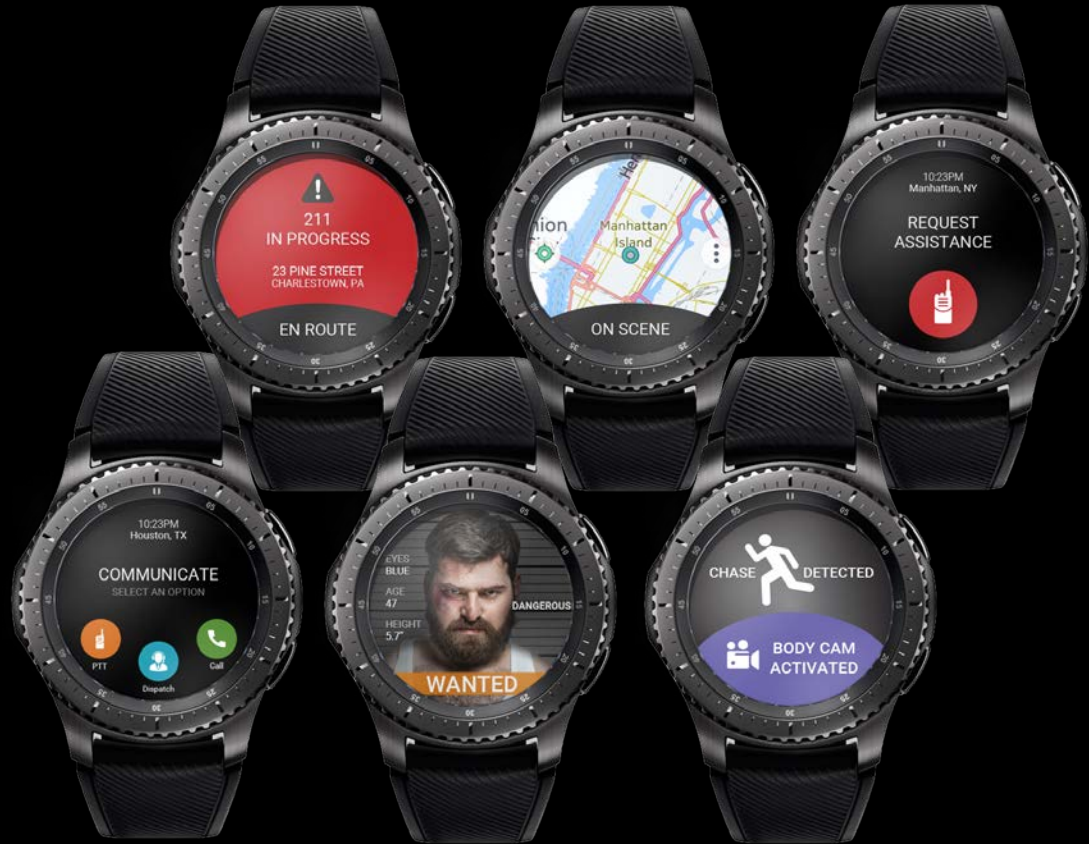 211
IN PROGRESS
23 PINE STREET
CHARLESTOWN, PA
EN ROUTE
Manhattan
Island
ON SCENE
10:23PM
Manhattan, NY
REQUEST
ASSISTANCE
10:23PM
Houston, TX
COMMUNICATE
SELECT AN OPTION
PTT
Dispatch
Call
EYES
BLUE
AGE
47
HEIGHT
5.7"
DANGEROUS
WANTED
CHASE DETECTED
BODY CAM
ACTIVATED